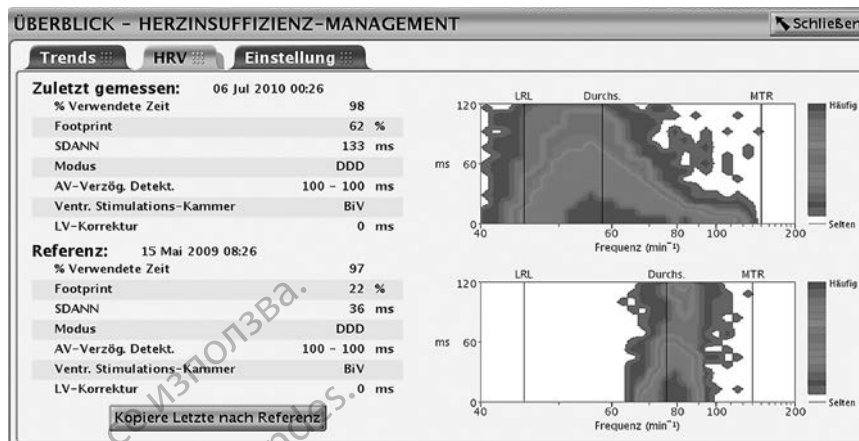 ÜBERBLICK – HERZINSUFFIZIENZ-MANAGEMENT
Schließen
Trends HRV Einstellung
Zuletzt gemessen: 06 Jul 2010 00:26
% Verwendete Zeit 98
Footprint 62 %
SDANN 133 ms
Modus DDD
AV-Verzög. Detekt. 100 – 100 ms
Ventr. Stimulations-Kammer BiV
LV-Korrektur 0 ms
Referenz: 15 Mai 2009 08:26
% Verwendete Zeit 97
Footprint 22 %
SDANN 36 ms
Modus DDD
AV-Verzög. Detekt. 100 – 100 ms
Ventr. Stimulations-Kammer BiV
LV-Korrektur 0 ms
Kopiere Letzte nach Referenz
LRL Durchs. MTR
120 Häufig
ms 60
0 Selten
40 60 80 100 200
Frequenz (min⁻¹)
LRL Durchs. MTR
120 Häufig
ms 60
0 Selten
40 60 80 100 200
Frequenz (min⁻¹)